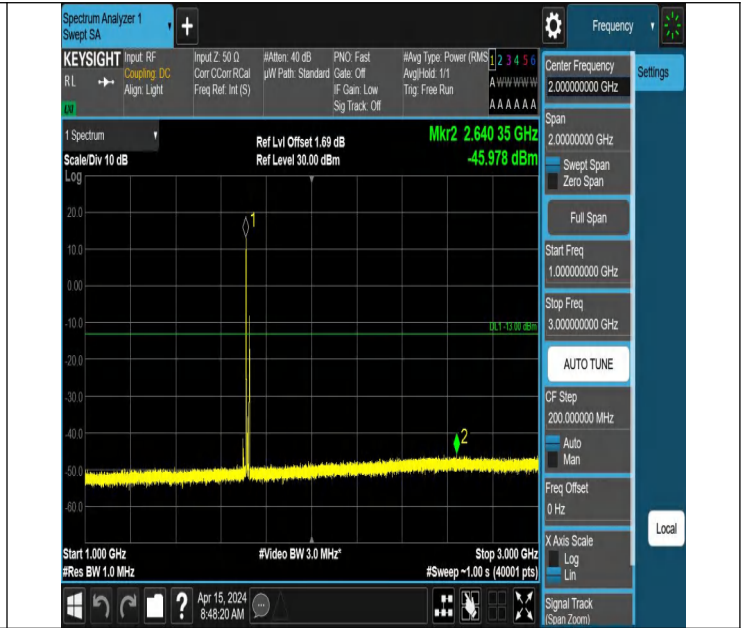 Spectrum Analyzer 1
Swept SA
+
Frequency
KEYSIGHT
RL
LXI
Input: RF
Coupling: DC
Align: Light
Input Z: 50 Ω
Corr CCorr RCal
Freq Ref: Int (S)
#Atten: 40 dB
µW Path: Standard
PNO: Fast
Gate: Off
IF Gain: Low
Sig Track: Off
#Avg Type: Power (RMS
Avg|Hold: 1/1
Trig: Free Run
1 2 3 4 5 6
A W W W W W
A A A A A A
Center Frequency
2.000000000 GHz
Settings
Span
2.00000000 GHz
Swept Span
Zero Span
Full Span
Start Freq
1.000000000 GHz
Stop Freq
3.000000000 GHz
AUTO TUNE
CF Step
200.000000 MHz
Auto
Man
Freq Offset
0 Hz
X Axis Scale
Log
Lin
Local
Signal Track
(Span Zoom)
1 Spectrum
Scale/Div 10 dB
Log
Ref Lvl Offset 1.69 dB
Ref Level 30.00 dBm
Mkr2 2.640 35 GHz
-45.978 dBm
20.0
10.0
0.00
-10.0
-20.0
-30.0
-40.0
-50.0
-60.0
1
DL1 -13.00 dBm
2
Start 1.000 GHz
#Res BW 1.0 MHz
#Video BW 3.0 MHz*
Stop 3.000 GHz
#Sweep ~1.00 s (40001 pts)
?
Apr 15, 2024
8:48:20 AM